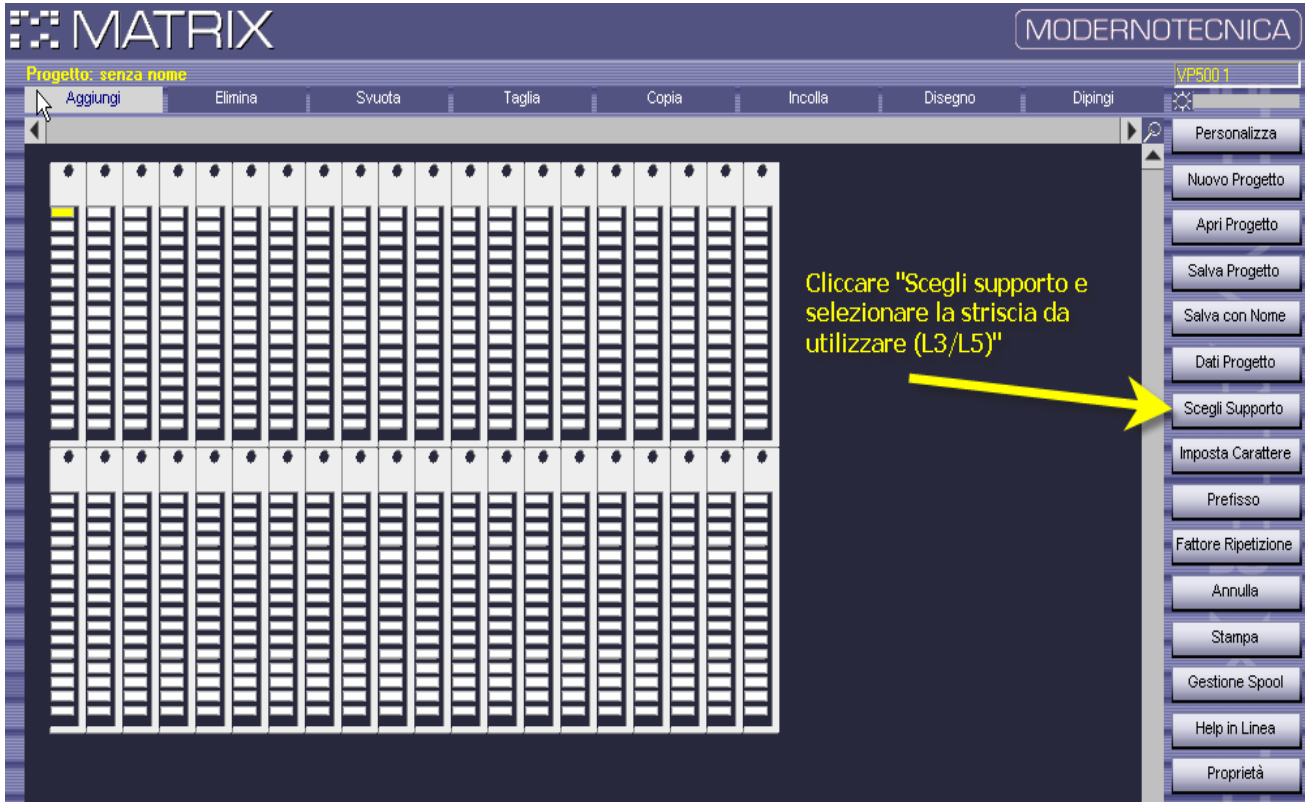 MATRIX
MODERNOTECNICA
Progetto: senza nome
VP500 1
Aggiungi Elimina Svuota Taglia Copia Incolla Disegno Dipingi
Personalizza
Nuovo Progetto
Apri Progetto
Cliccare "Scegli supporto e
selezionare la striscia da
utilizzare (L3/L5)"
Salva Progetto
Salva con Nome
Dati Progetto
Scegli Supporto
Imposta Carattere
Prefisso
Fattore Ripetizione
Annulla
Stampa
Gestione Spool
Help in Linea
Proprietà